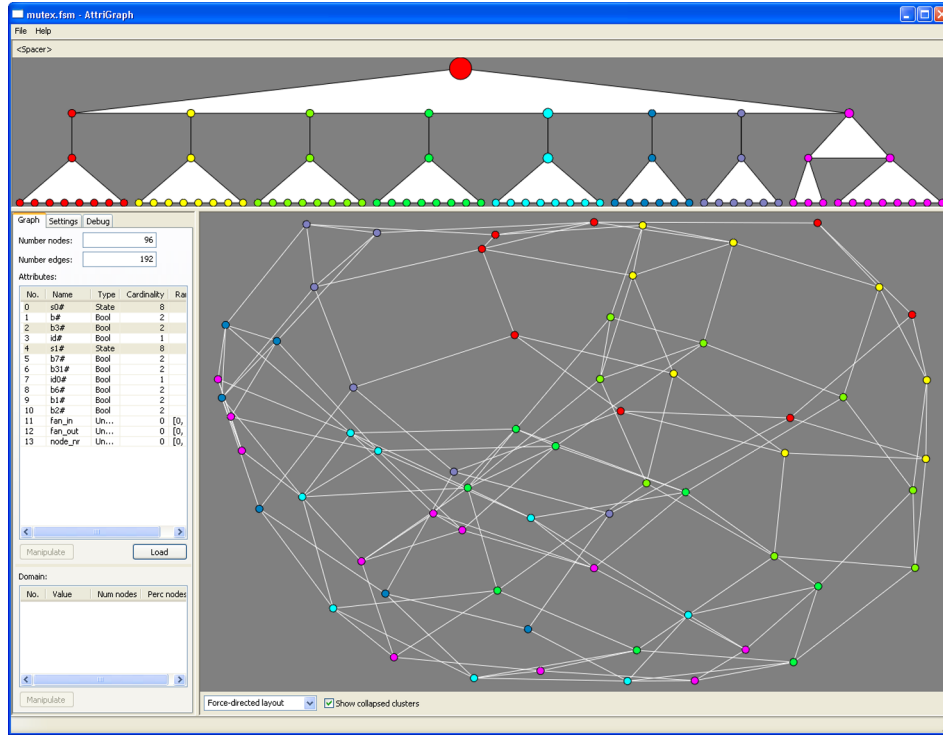 mutex.fsm - AttriGraph
File Help
<Spacer>
Graph Settings Debug
Number nodes: 96
Number edges: 192
Attributes:
No. Name Type Cardinality Rai
0 s0# State 8
1 b# Bool 2
2 b3# Bool 2
3 id# Bool 1
4 s1# State 8
5 b7# Bool 2
6 b31# Bool 2
7 id0# Bool 1
8 b6# Bool 2
9 b1# Bool 2
10 b2# Bool 2
11 fan_in Un... 0 [0,
12 fan_out Un... 0 [0,
13 node_nr Un... 0 [0,
Manipulate Load
Domain:
No. Value Num nodes Perc nodes
Manipulate
Force-directed layout Show collapsed clusters